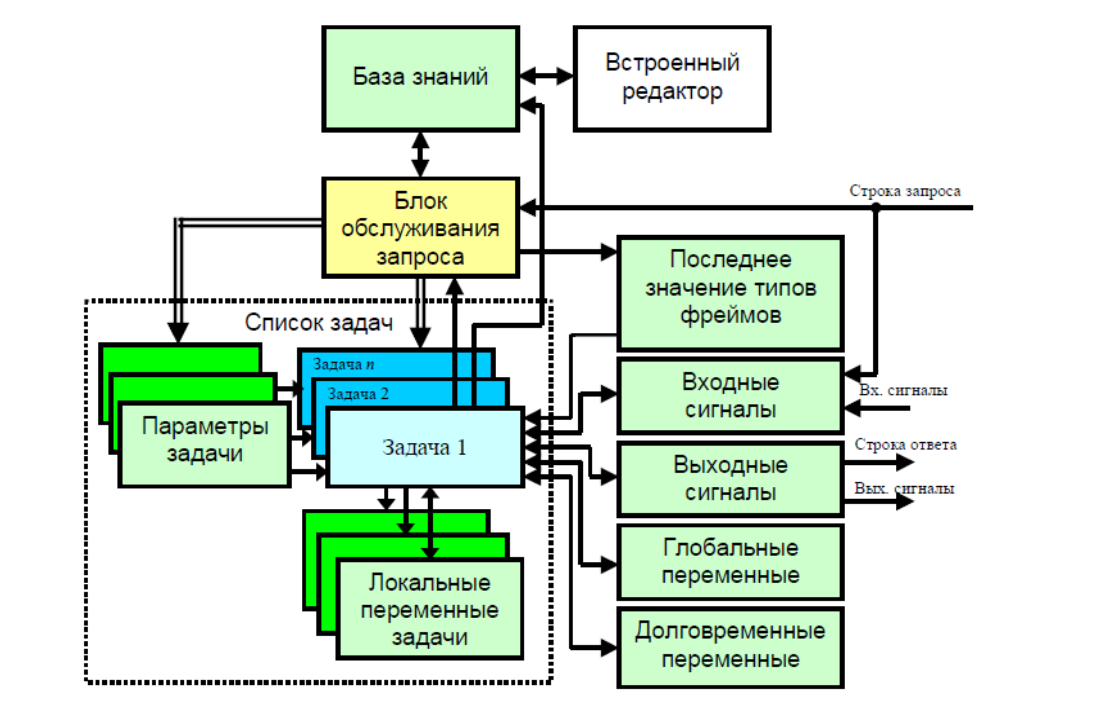 База знаний
Встроенный
редактор
Блок
обслуживания
запроса
Строка запроса
Последнее
значение типов
фреймов
Список задач
Задача n
Задача 2
Задача 1
Параметры
задачи
Входные
сигналы
Вх. сигналы
Выходные
сигналы
Строка ответа
Вых. сигналы
Глобальные
переменные
Локальные
переменные
задачи
Долговременные
переменные